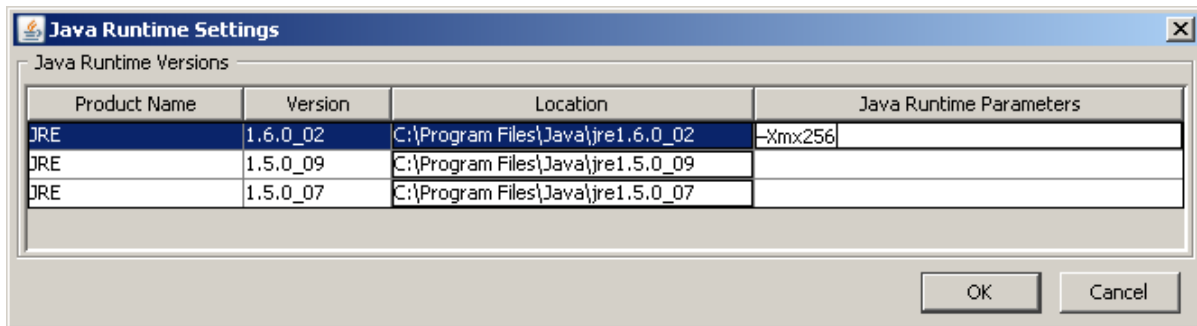 Java Runtime Settings
Java Runtime Versions
Product Name Version Location Java Runtime Parameters
JRE 1.6.0_02 C:\Program Files\Java\jre1.6.0_02 –Xmx256
JRE 1.5.0_09 C:\Program Files\Java\jre1.5.0_09
JRE 1.5.0_07 C:\Program Files\Java\jre1.5.0_07
OK Cancel